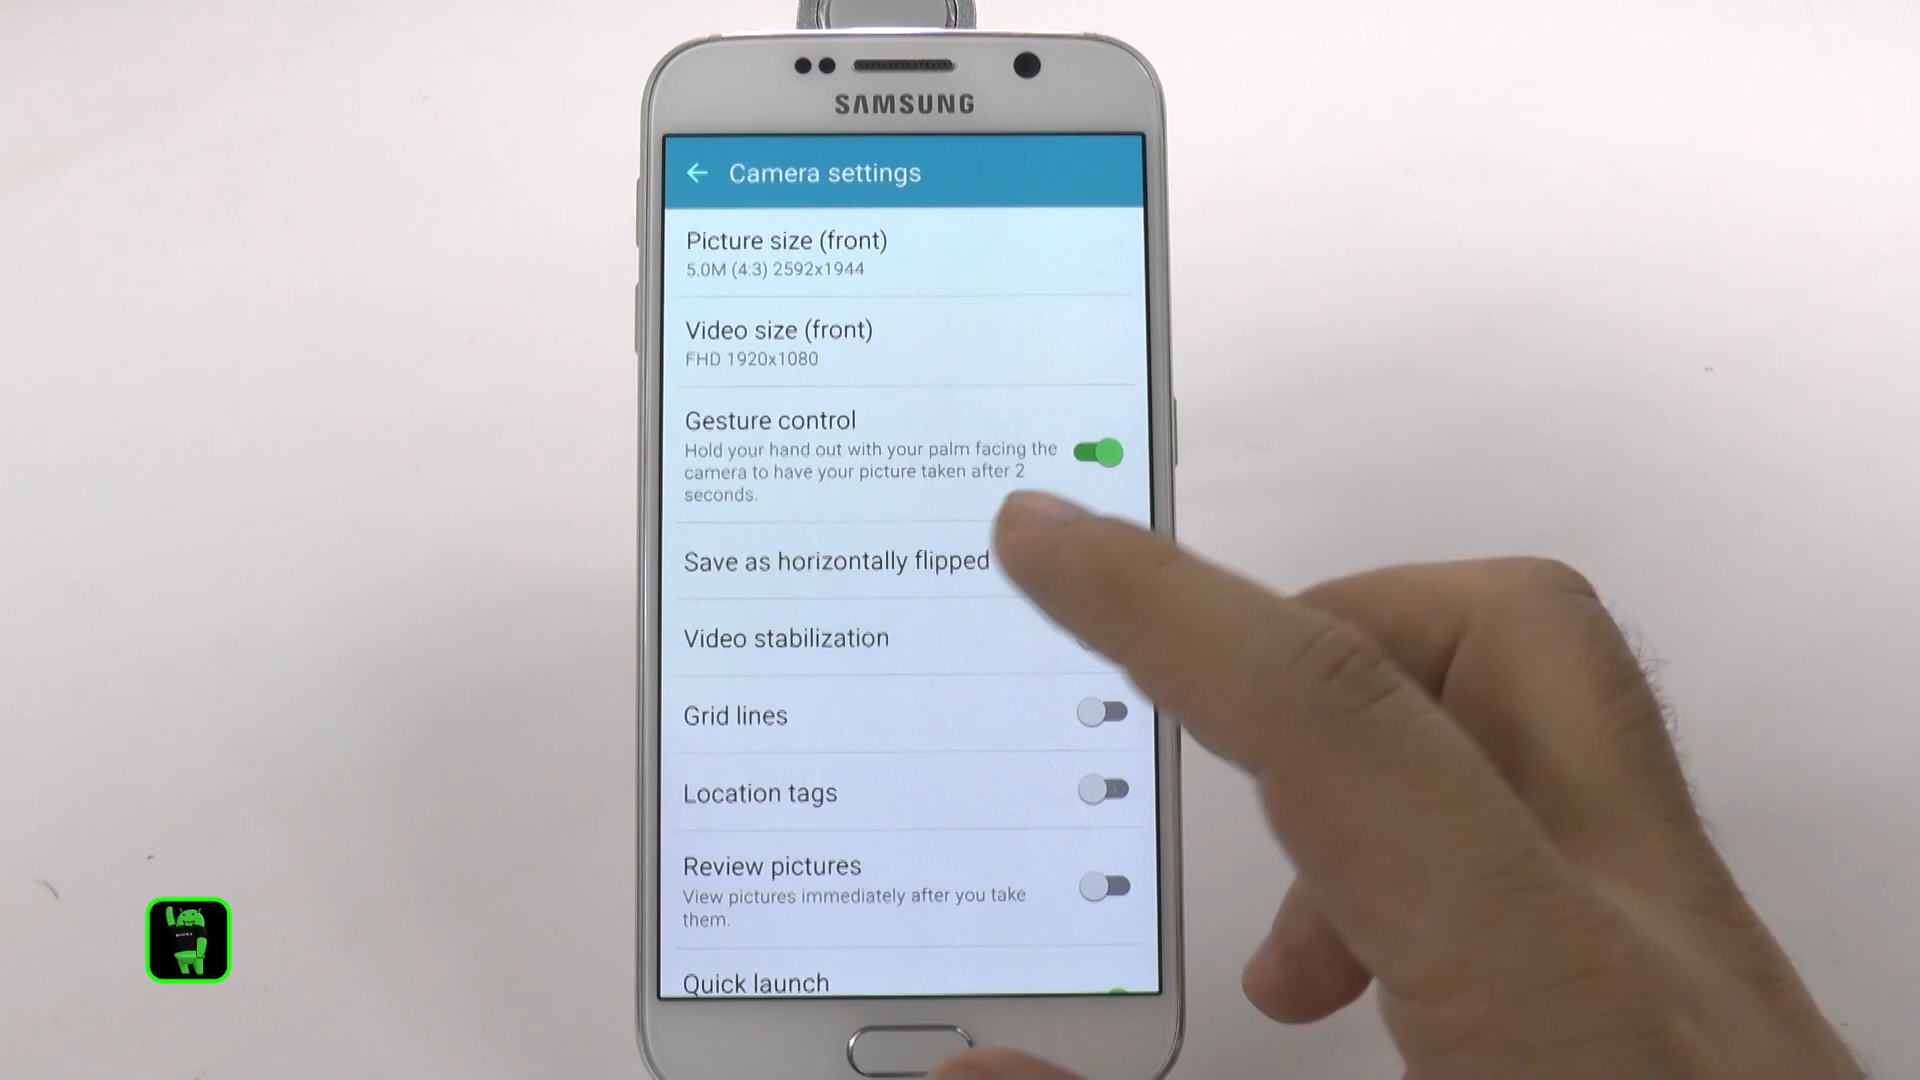 SAMSUNG
Camera settings
Picture size (front)
5.0M (4:3) 2592x1944
Video size (front)
FHD 1920x1080
Gesture control
Hold your hand out with your palm facing the
camera to have your picture taken after 2
seconds.
Save as horizontally flipped
Video stabilization
Grid lines
Location tags
Review pictures
View pictures immediately after you take
them.
Quick launch